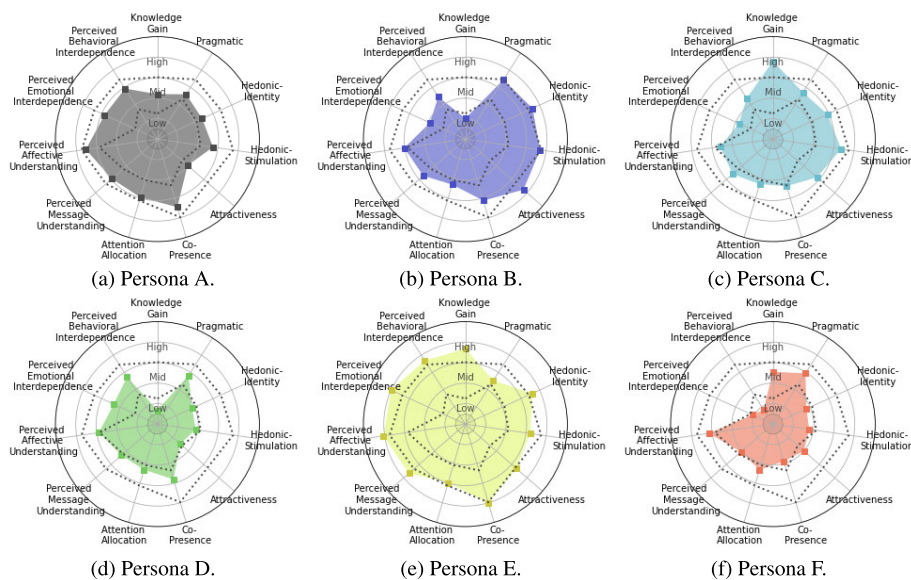 Knowledge
Gain
Pragmatic
Hedonic-
Identity
Hedonic-
Stimulation
Attractiveness
Co-
Presence
Attention
Allocation
Perceived
Message
Understanding
Perceived
Affective
Understanding
Perceived
Emotional
Interdependence
Perceived
Behavioral
Interdependence
High
Mid
Low
(a) Persona A.
Knowledge
Gain
Pragmatic
Hedonic-
Identity
Hedonic-
Stimulation
Attractiveness
Co-
Presence
Attention
Allocation
Perceived
Message
Understanding
Perceived
Affective
Understanding
Perceived
Emotional
Interdependence
Perceived
Behavioral
Interdependence
High
Mid
Low
(b) Persona B.
Knowledge
Gain
Pragmatic
Hedonic-
Identity
Hedonic-
Stimulation
Attractiveness
Co-
Presence
Attention
Allocation
Perceived
Message
Understanding
Perceived
Affective
Understanding
Perceived
Emotional
Interdependence
Perceived
Behavioral
Interdependence
High
Mid
Low
(c) Persona C.
Knowledge
Gain
Pragmatic
Hedonic-
Identity
Hedonic-
Stimulation
Attractiveness
Co-
Presence
Attention
Allocation
Perceived
Message
Understanding
Perceived
Affective
Understanding
Perceived
Emotional
Interdependence
Perceived
Behavioral
Interdependence
High
Mid
Low
(d) Persona D.
Knowledge
Gain
Pragmatic
Hedonic-
Identity
Hedonic-
Stimulation
Attractiveness
Co-
Presence
Attention
Allocation
Perceived
Message
Understanding
Perceived
Affective
Understanding
Perceived
Emotional
Interdependence
Perceived
Behavioral
Interdependence
High
Mid
Low
(e) Persona E.
Knowledge
Gain
Pragmatic
Hedonic-
Identity
Hedonic-
Stimulation
Attractiveness
Co-
Presence
Attention
Allocation
Perceived
Message
Understanding
Perceived
Affective
Understanding
Perceived
Emotional
Interdependence
Perceived
Behavioral
Interdependence
High
Mid
Low
(f) Persona F.